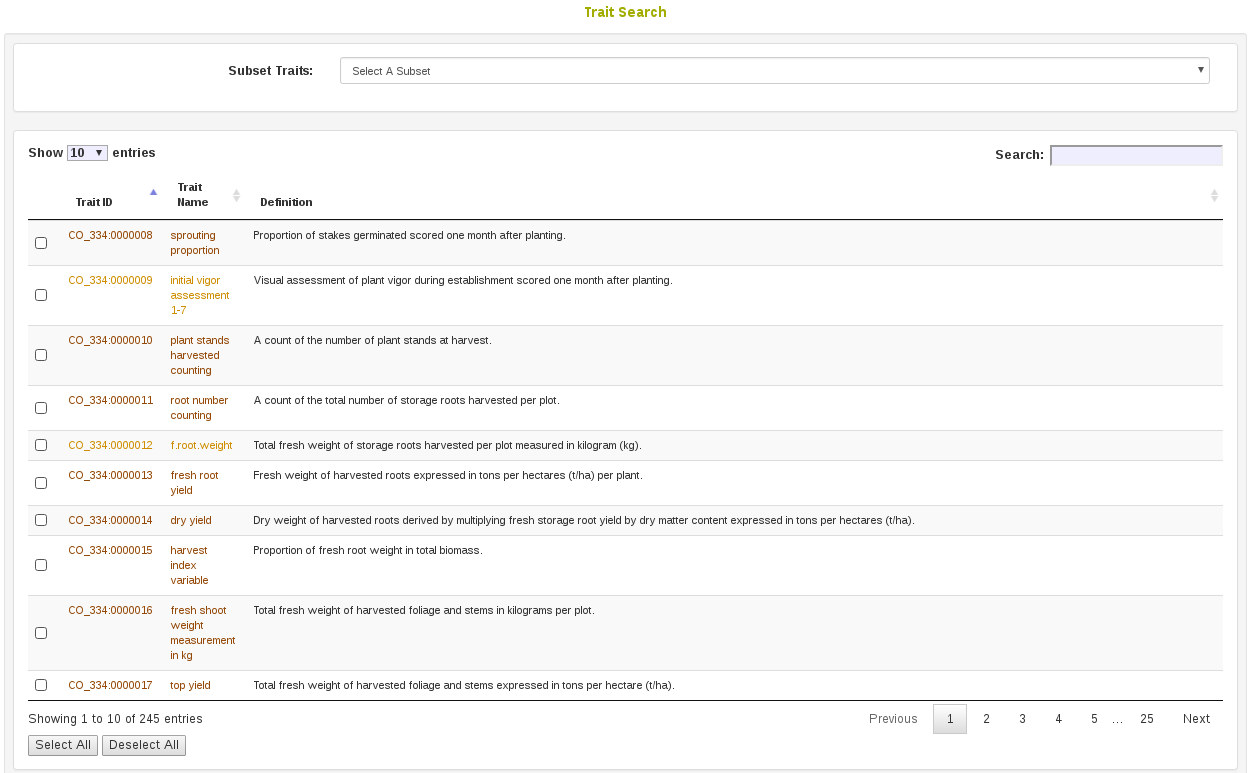 Trait Search
Subset Traits: Select A Subset
Show 10 entries
Search:
Trait ID Trait Name Definition
CO_334:0000008 sprouting proportion Proportion of stakes germinated scored one month after planting.
CO_334:0000009 initial vigor assessment 1-7 Visual assessment of plant vigor during establishment scored one month after planting.
CO_334:0000010 plant stands harvested counting A count of the number of plant stands at harvest.
CO_334:0000011 root number counting A count of the total number of storage roots harvested per plot.
CO_334:0000012 f.root.weight Total fresh weight of storage roots harvested per plot measured in kilogram (kg).
CO_334:0000013 fresh root yield Fresh weight of harvested roots expressed in tons per hectares (t/ha) per plant.
CO_334:0000014 dry yield Dry weight of harvested roots derived by multiplying fresh storage root yield by dry matter content expressed in tons per hectares (t/ha).
CO_334:0000015 harvest index variable Proportion of fresh root weight in total biomass.
CO_334:0000016 fresh shoot weight measurement in kg Total fresh weight of harvested foliage and stems in kilograms per plot.
CO_334:0000017 top yield Total fresh weight of harvested foliage and stems expressed in tons per hectare (t/ha).
Showing 1 to 10 of 245 entries
Previous 1 2 3 4 5 … 25 Next
Select All Deselect All